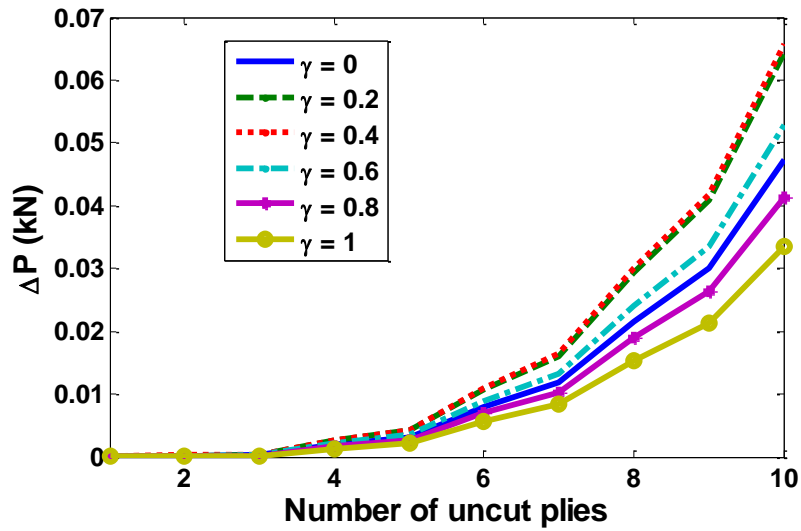 0.07
0.06
0.05
0.04
0.03
0.02
0.01
0
ΔP (kN)
γ = 0
γ = 0.2
γ = 0.4
γ = 0.6
γ = 0.8
γ = 1
2 4 6 8 10
Number of uncut plies